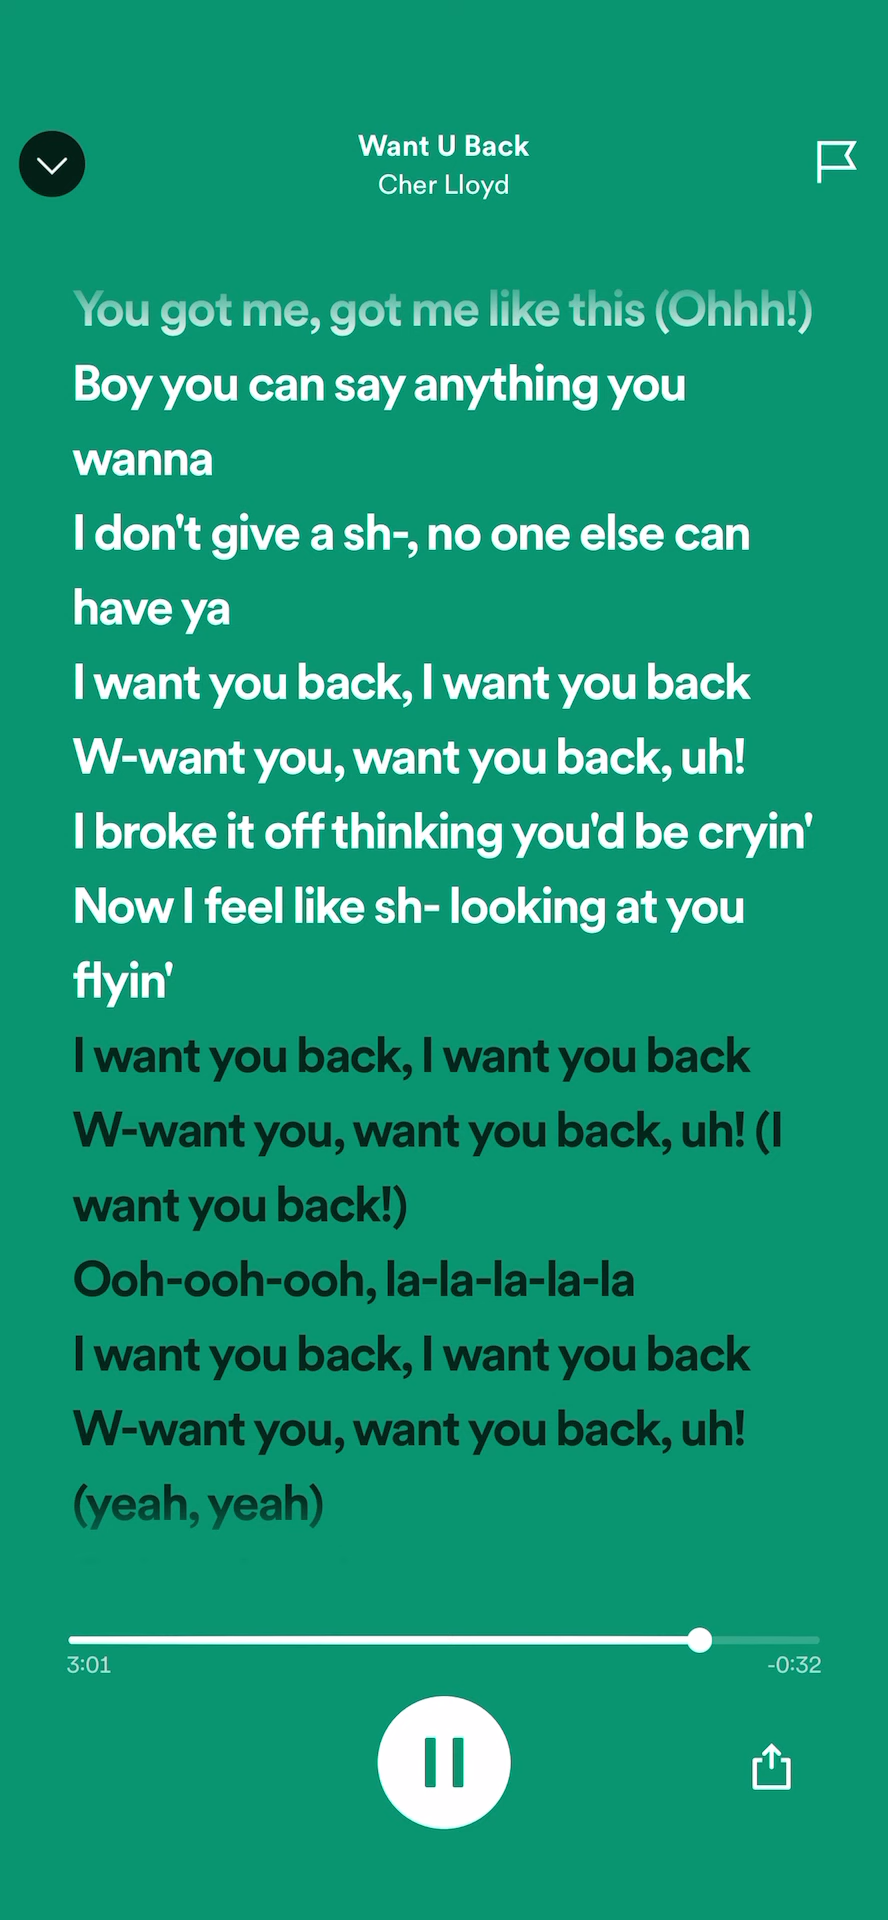 Want U Back
Cher Lloyd
You got me, got me like this (Ohhh!)
Boy you can say anything you
wanna
I don't give a sh-, no one else can
have ya
I want you back, I want you back
W-want you, want you back, uh!
I broke it off thinking you'd be cryin'
Now I feel like sh- looking at you
flyin'
I want you back, I want you back
W-want you, want you back, uh! (I
want you back!)
Ooh-ooh-ooh, la-la-la-la-la
I want you back, I want you back
W-want you, want you back, uh!
(yeah, yeah)
3:01
-0:32